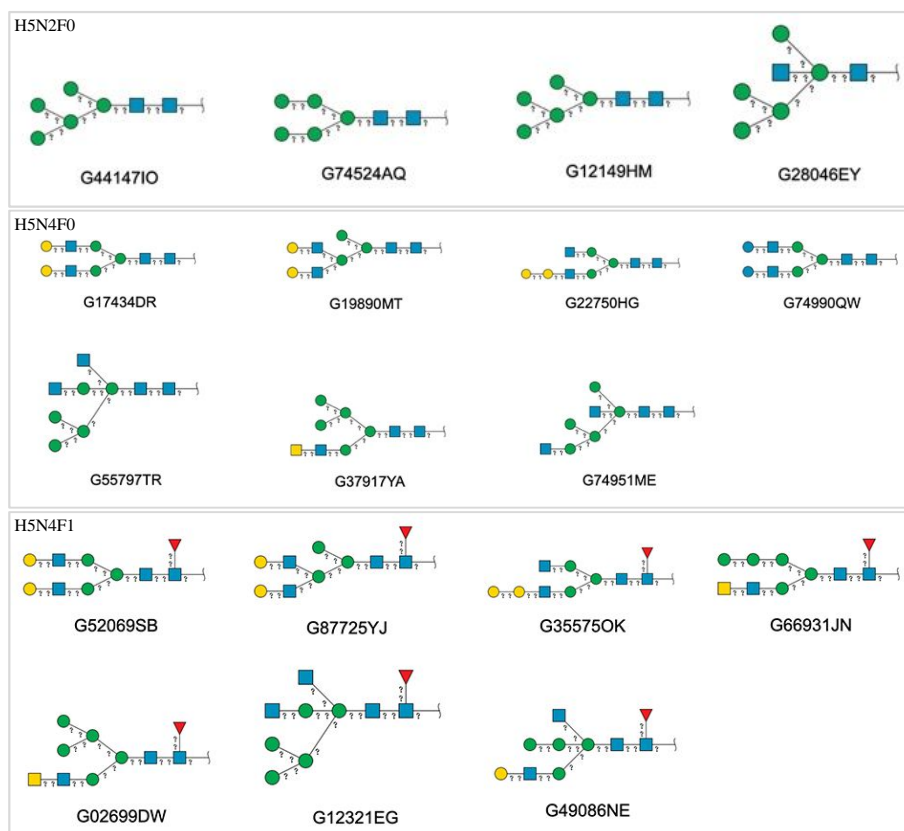 H5N2F0
G44147IO
G74524AQ
G12149HM
G28046EY
H5N4F0
G17434DR
G19890MT
G22750HG
G74990QW
G55797TR
G37917YA
G74951ME
H5N4F1
G52069SB
G87725YJ
G35575OK
G66931JN
G02699DW
G12321EG
G49086NE